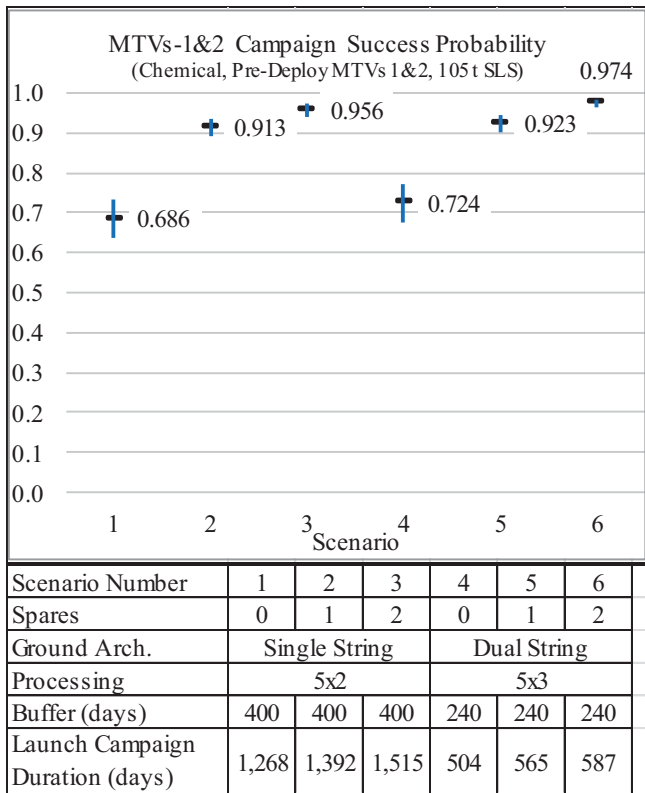 MTVs-1&2 Campaign Success Probability
(Chemical, Pre-Deploy MTVs 1&2, 105 t SLS)
0.974
1.0
0.956
0.9
0.913
0.923
0.8
0.7
0.686
0.724
0.6
0.5
0.4
0.3
0.2
0.1
0.0
1 2 3 4 5 6
Scenario
Scenario Number 1 2 3 4 5 6
Spares 0 1 2 0 1 2
Ground Arch. Single String Dual String
Processing 5x2 5x3
Buffer (days) 400 400 400 240 240 240
Launch Campaign
Duration (days) 1,268 1,392 1,515 504 565 587